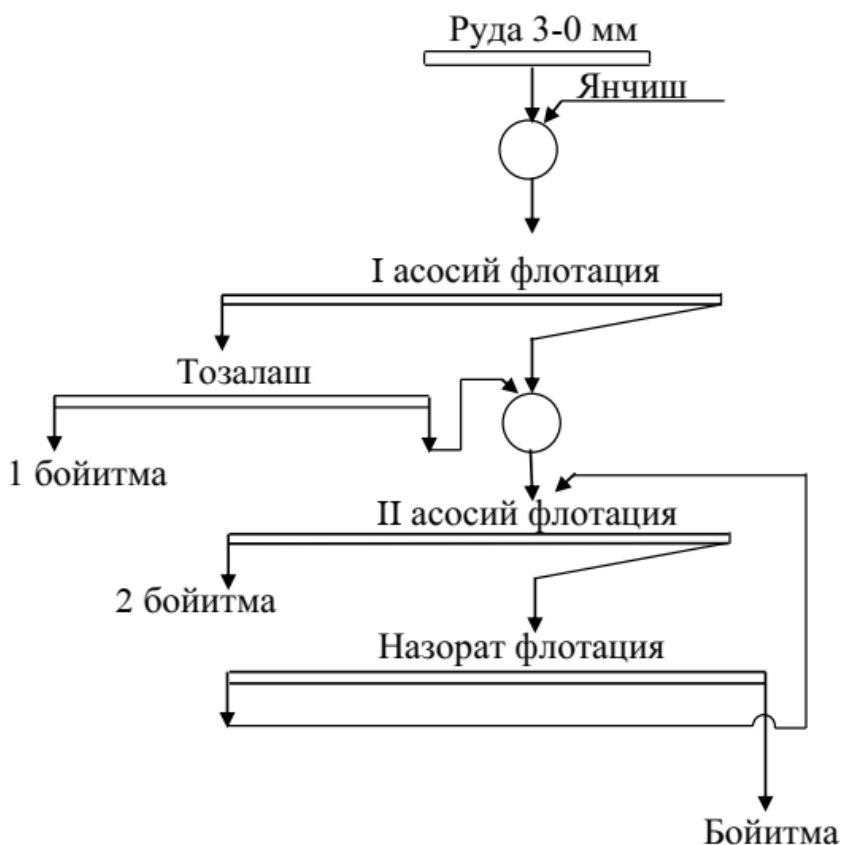 Руда 3-0 мм
Янчиш
I асосий флотация
Тозалаш
1 бойитма
II асосий флотация
2 бойитма
Назорат флотация
Бойитма